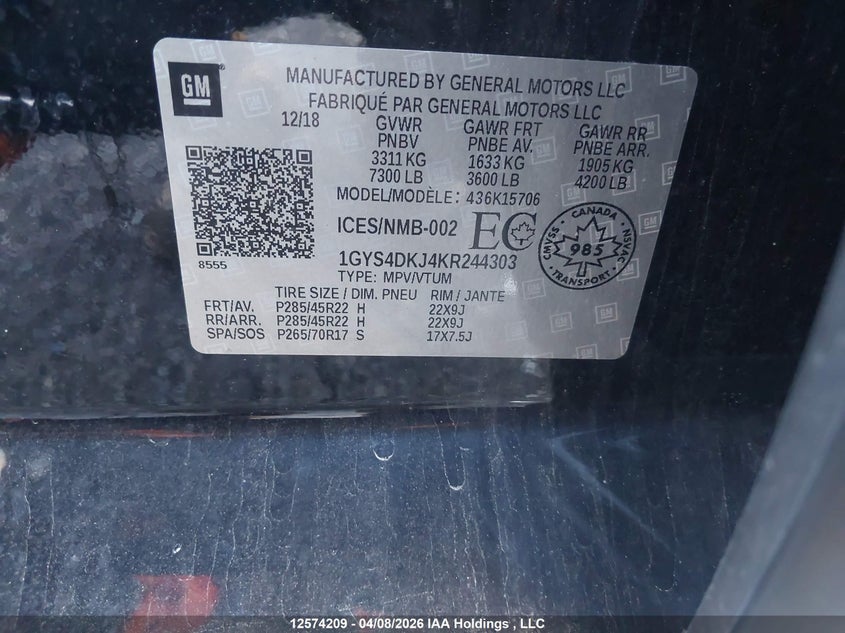 GM
MANUFACTURED BY GENERAL MOTORS LLC
FABRIQUÉ PAR GENERAL MOTORS LLC
12/18 GVWR GAWR FRT GAWR RR
PNBV PNBE AV. PNBE ARR.
3311 KG 1633 KG 1905 KG
7300 LB 3600 LB 4200 LB
MODEL/MODÈLE: 436K15706
ICES/NMB-002 EC
CANADA
CMVSS 985 NSVAC
TRANSPORT
8555
1GYS4DKJ4KR244303
TYPE: MPV/VTUM
TIRE SIZE / DIM. PNEU RIM / JANTE
FRT/AV. P285/45R22 H 22X9J
RR/ARR. P285/45R22 H 22X9J
SPA/SOS P265/70R17 S 17X7.5J
12574209 - 04/08/2026 IAA Holdings , LLC